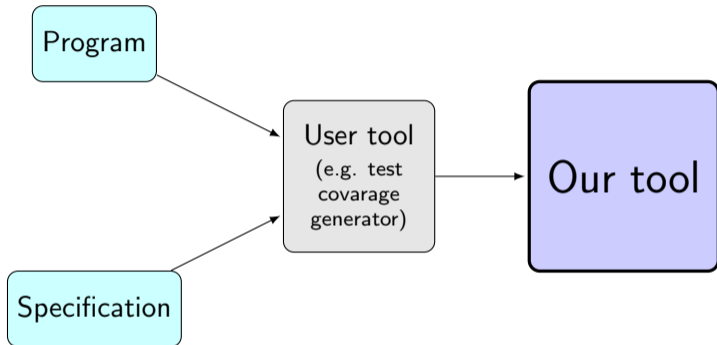 Program
Specification
User tool
(e.g. test
covarage
generator)
Our tool